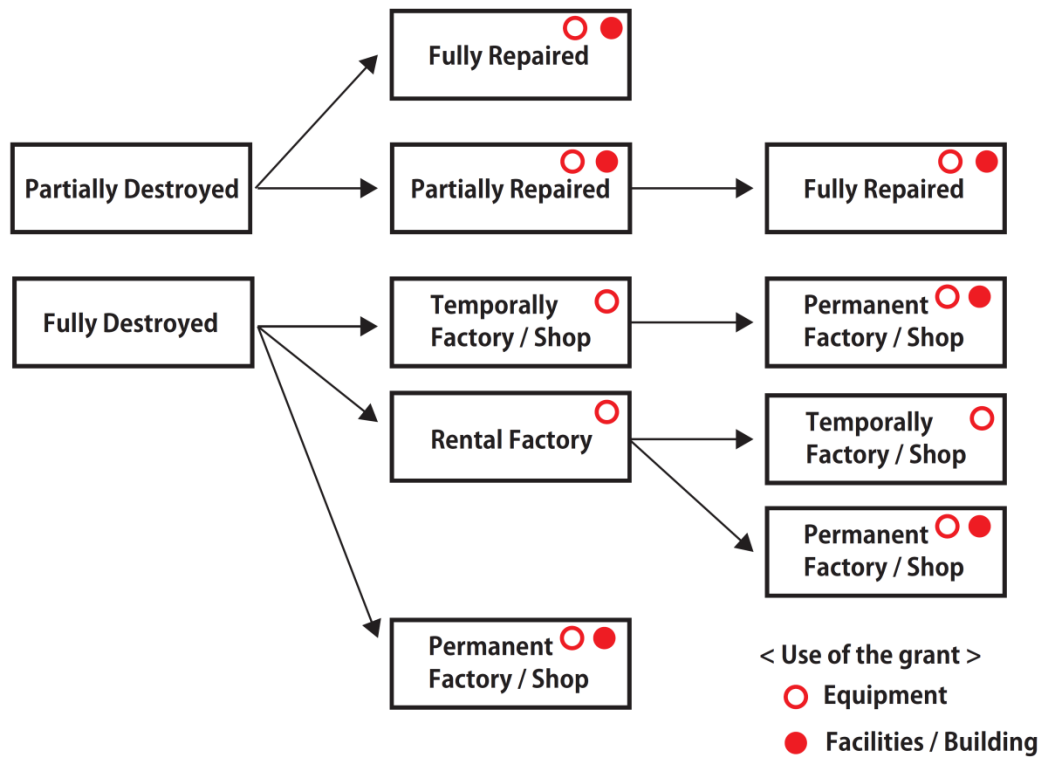 Fully Repaired
Partially Destroyed
Partially Repaired
Fully Repaired
Fully Destroyed
Temporally
Factory / Shop
Permanent
Factory / Shop
Rental Factory
Temporally
Factory / Shop
Permanent
Factory / Shop
Permanent
Factory / Shop
< Use of the grant >
Equipment
Facilities / Building